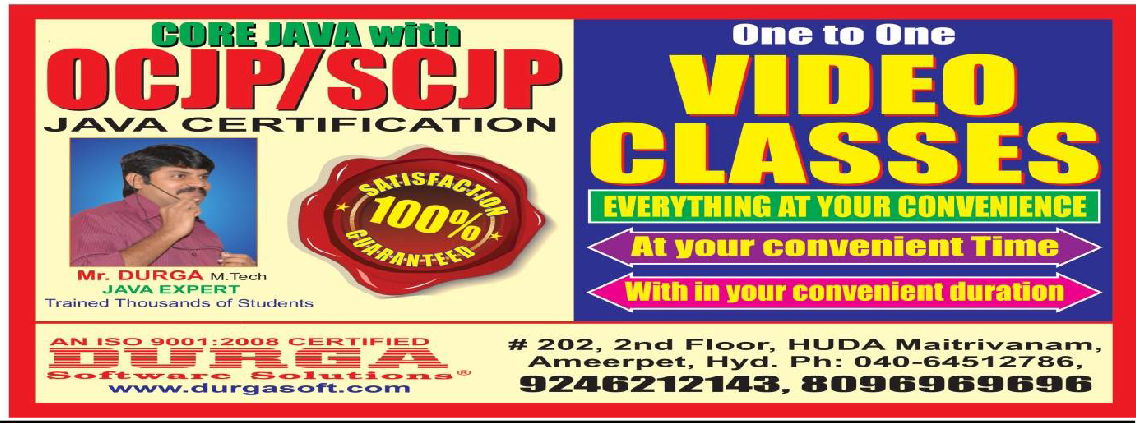 CORE JAVA with
OCJP/SCJP
JAVA CERTIFICATION
SATISFACTION
100%
GUARANTEED
Mr. DURGA M.Tech
JAVA EXPERT
Trained Thousands of Students
One to One
VIDEO
CLASSES
EVERYTHING AT YOUR CONVENIENCE
At your convenient Time
With in your convenient duration
AN ISO 9001:2008 CERTIFIED
DURGA
Software Solutions®
www.durgasoft.com
# 202, 2nd Floor, HUDA Maitrivanam,
Ameerpet, Hyd. Ph: 040-64512786,
9246212143, 8096969696